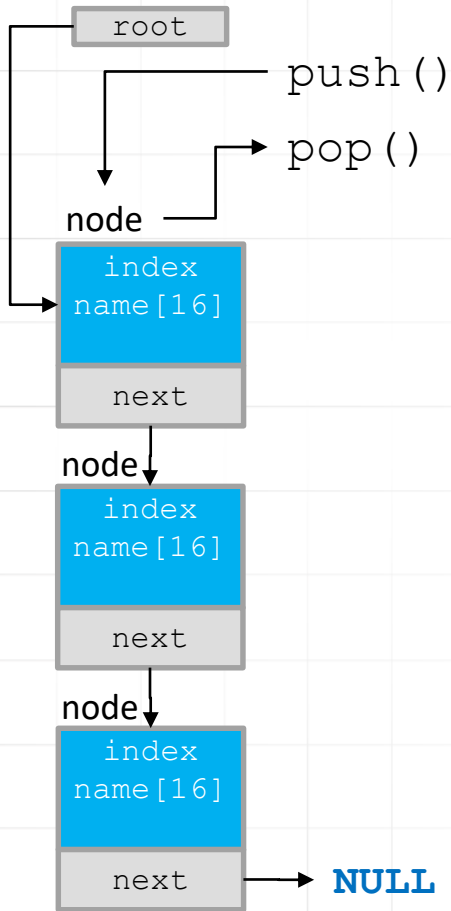 root
push()
pop()
node
index
name[16]
next
node
index
name[16]
next
node
index
name[16]
next
NULL